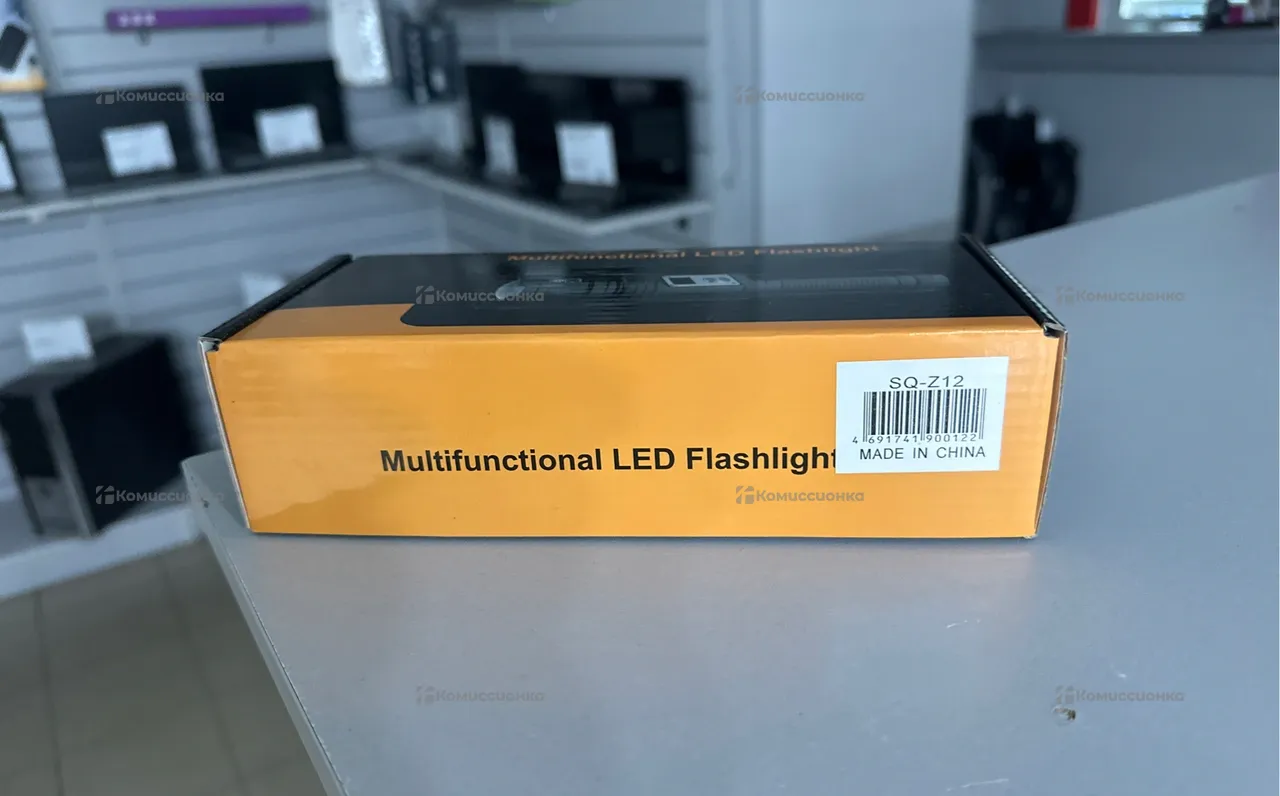 Комиссионка
Комиссионка
Multifunctional LED Flashlight
Комиссионка
Комиссионка
SQ-Z12
4 691741 900122
MADE IN CHINA
Multifunctional LED Flashlight
Комиссионка
Комиссионка
Комиссионка
Комиссионка